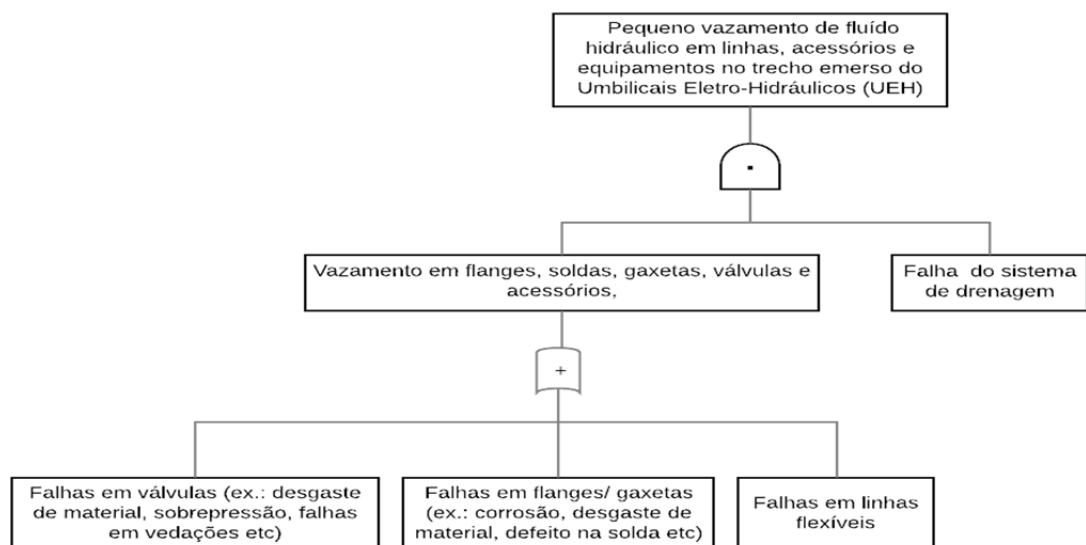 Pequeno vazamento de fluído
hidráulico em linhas, acessórios e
equipamentos no trecho emerso do
Umbilicais Eletro-Hidráulicos (UEH)
Vazamento em flanges, soldas, gaxetas, válvulas e
acessórios,
Falha do sistema
de drenagem
+
Falhas em válvulas (ex.: desgaste
de material, sobrepressão, falhas
em vedações etc)
Falhas em flanges/ gaxetas
(ex.: corrosão, desgaste de
material, defeito na solda etc)
Falhas em linhas
flexíveis